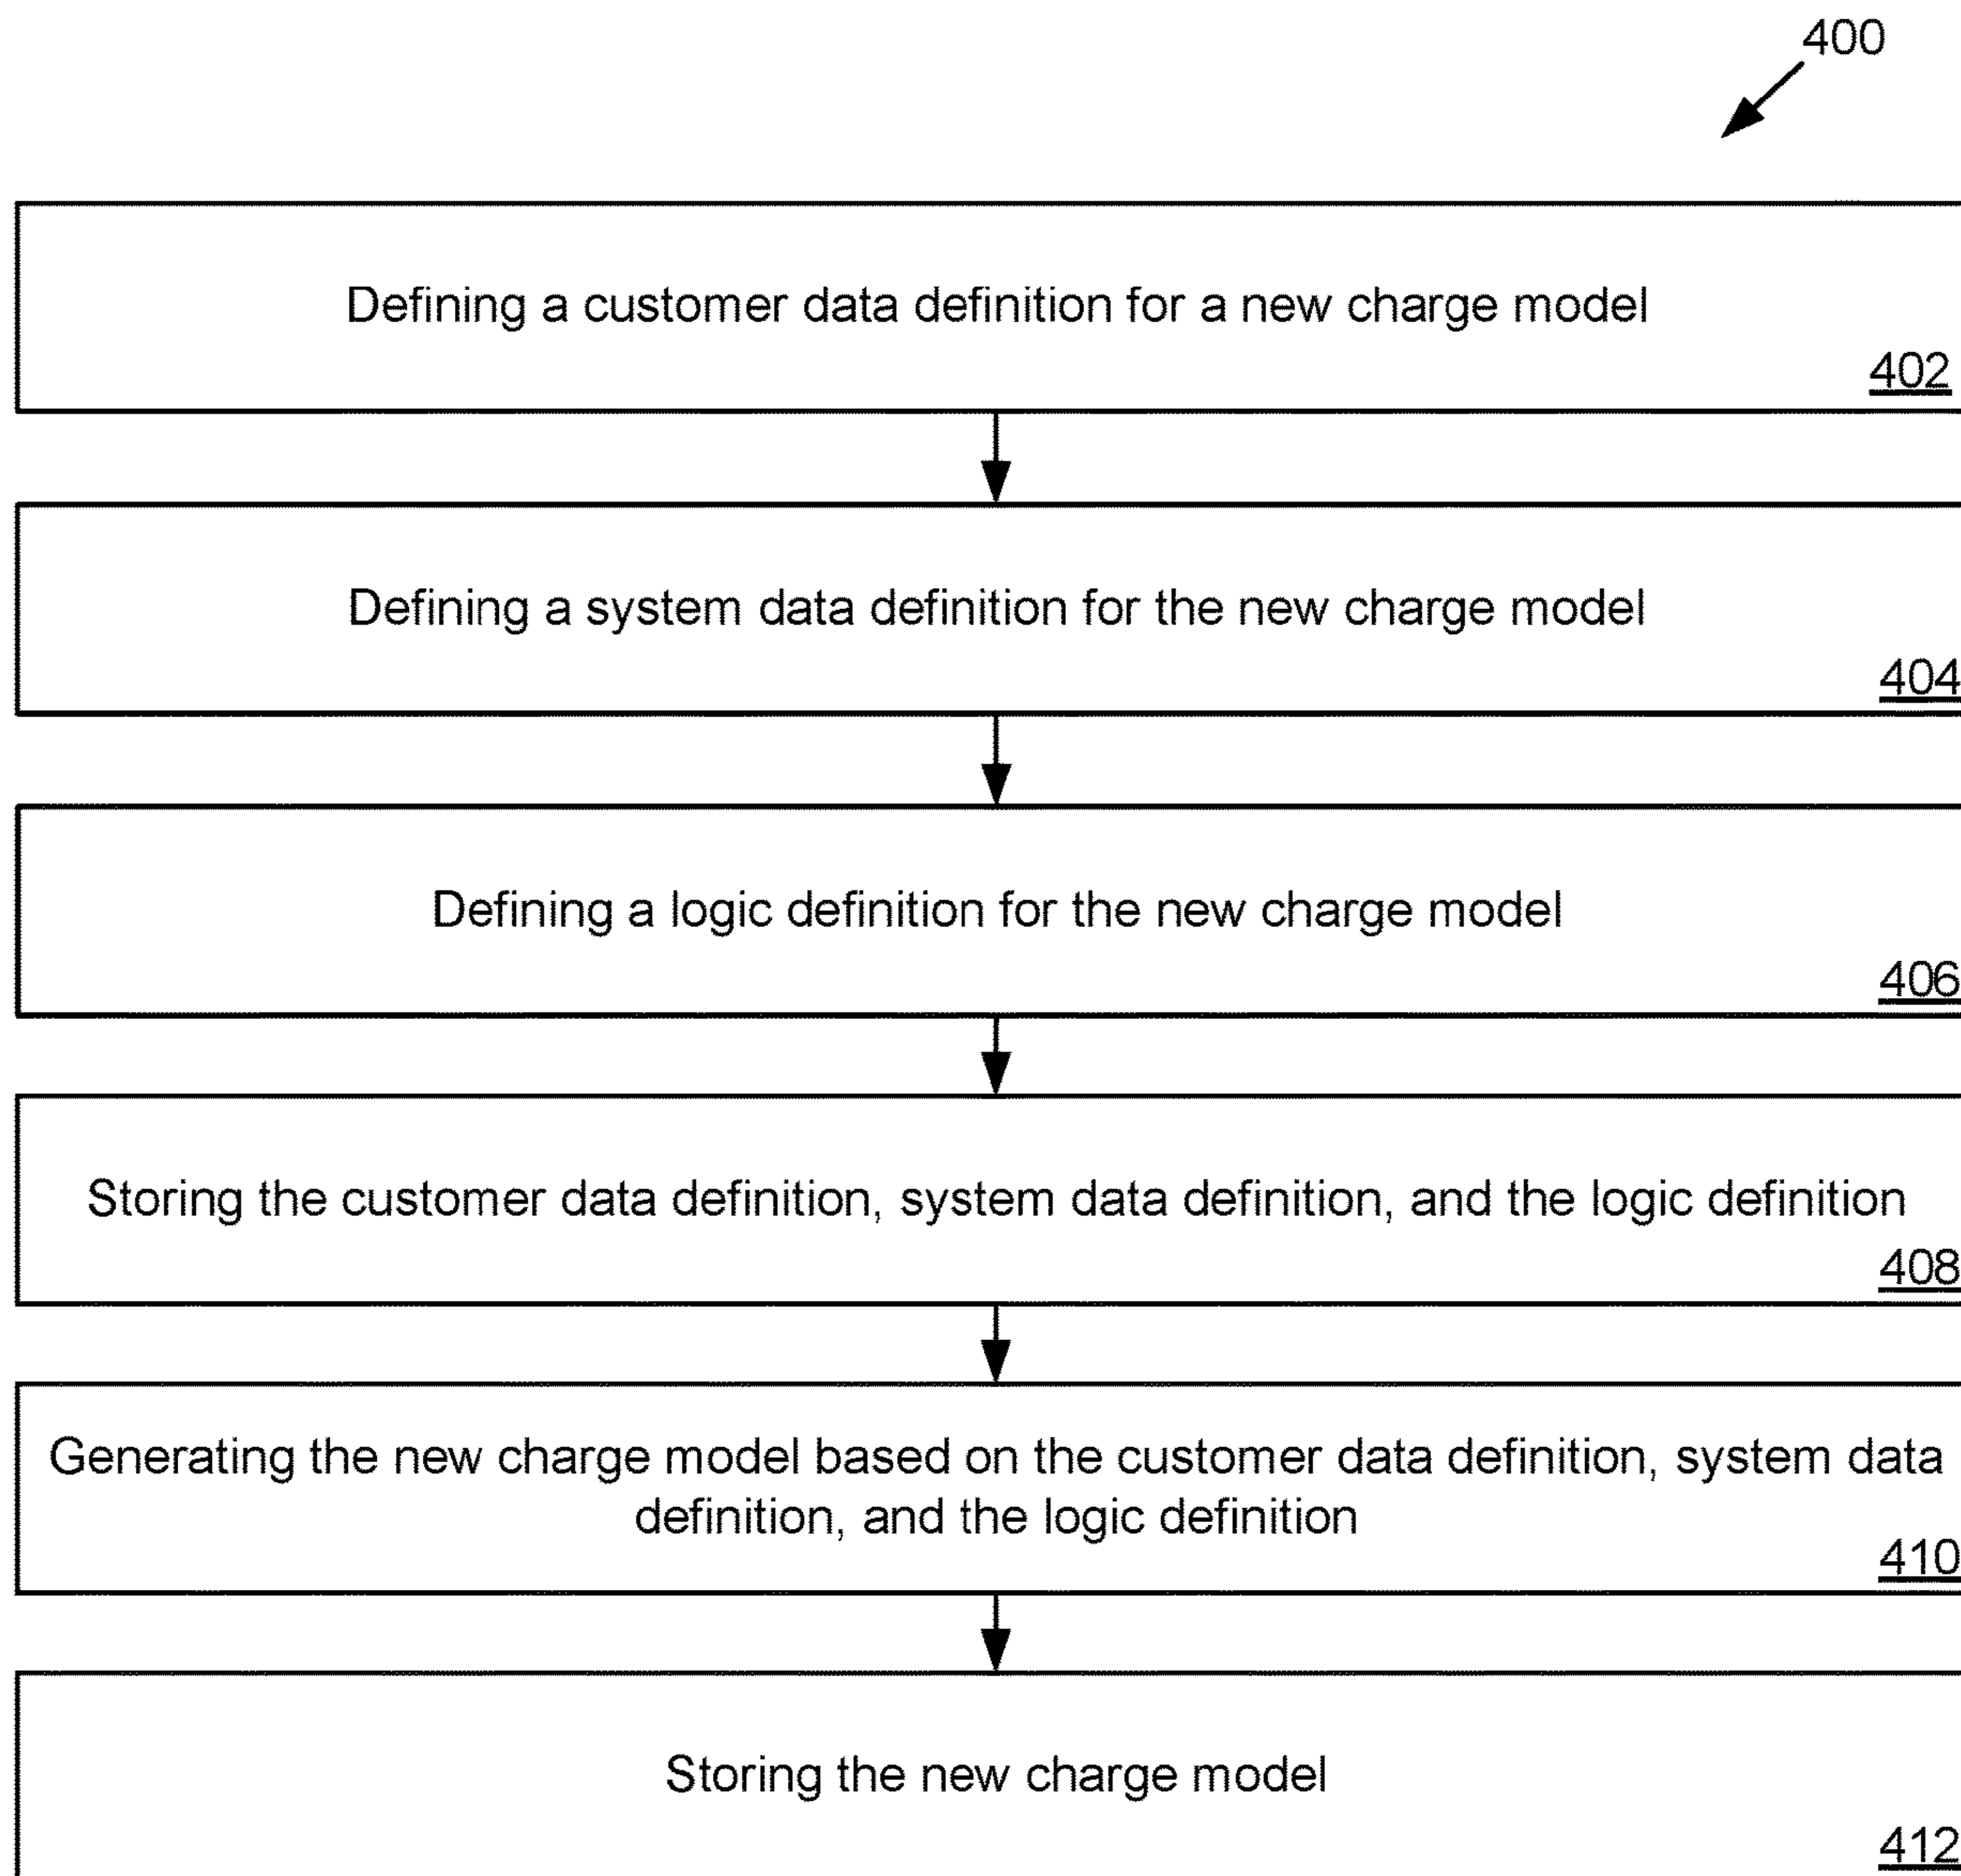 400
Defining a customer data definition for a new charge model
402
Defining a system data definition for the new charge model
404
Defining a logic definition for the new charge model
406
Storing the customer data definition, system data definition, and the logic definition
408
Generating the new charge model based on the customer data definition, system data
definition, and the logic definition
410
Storing the new charge model
412